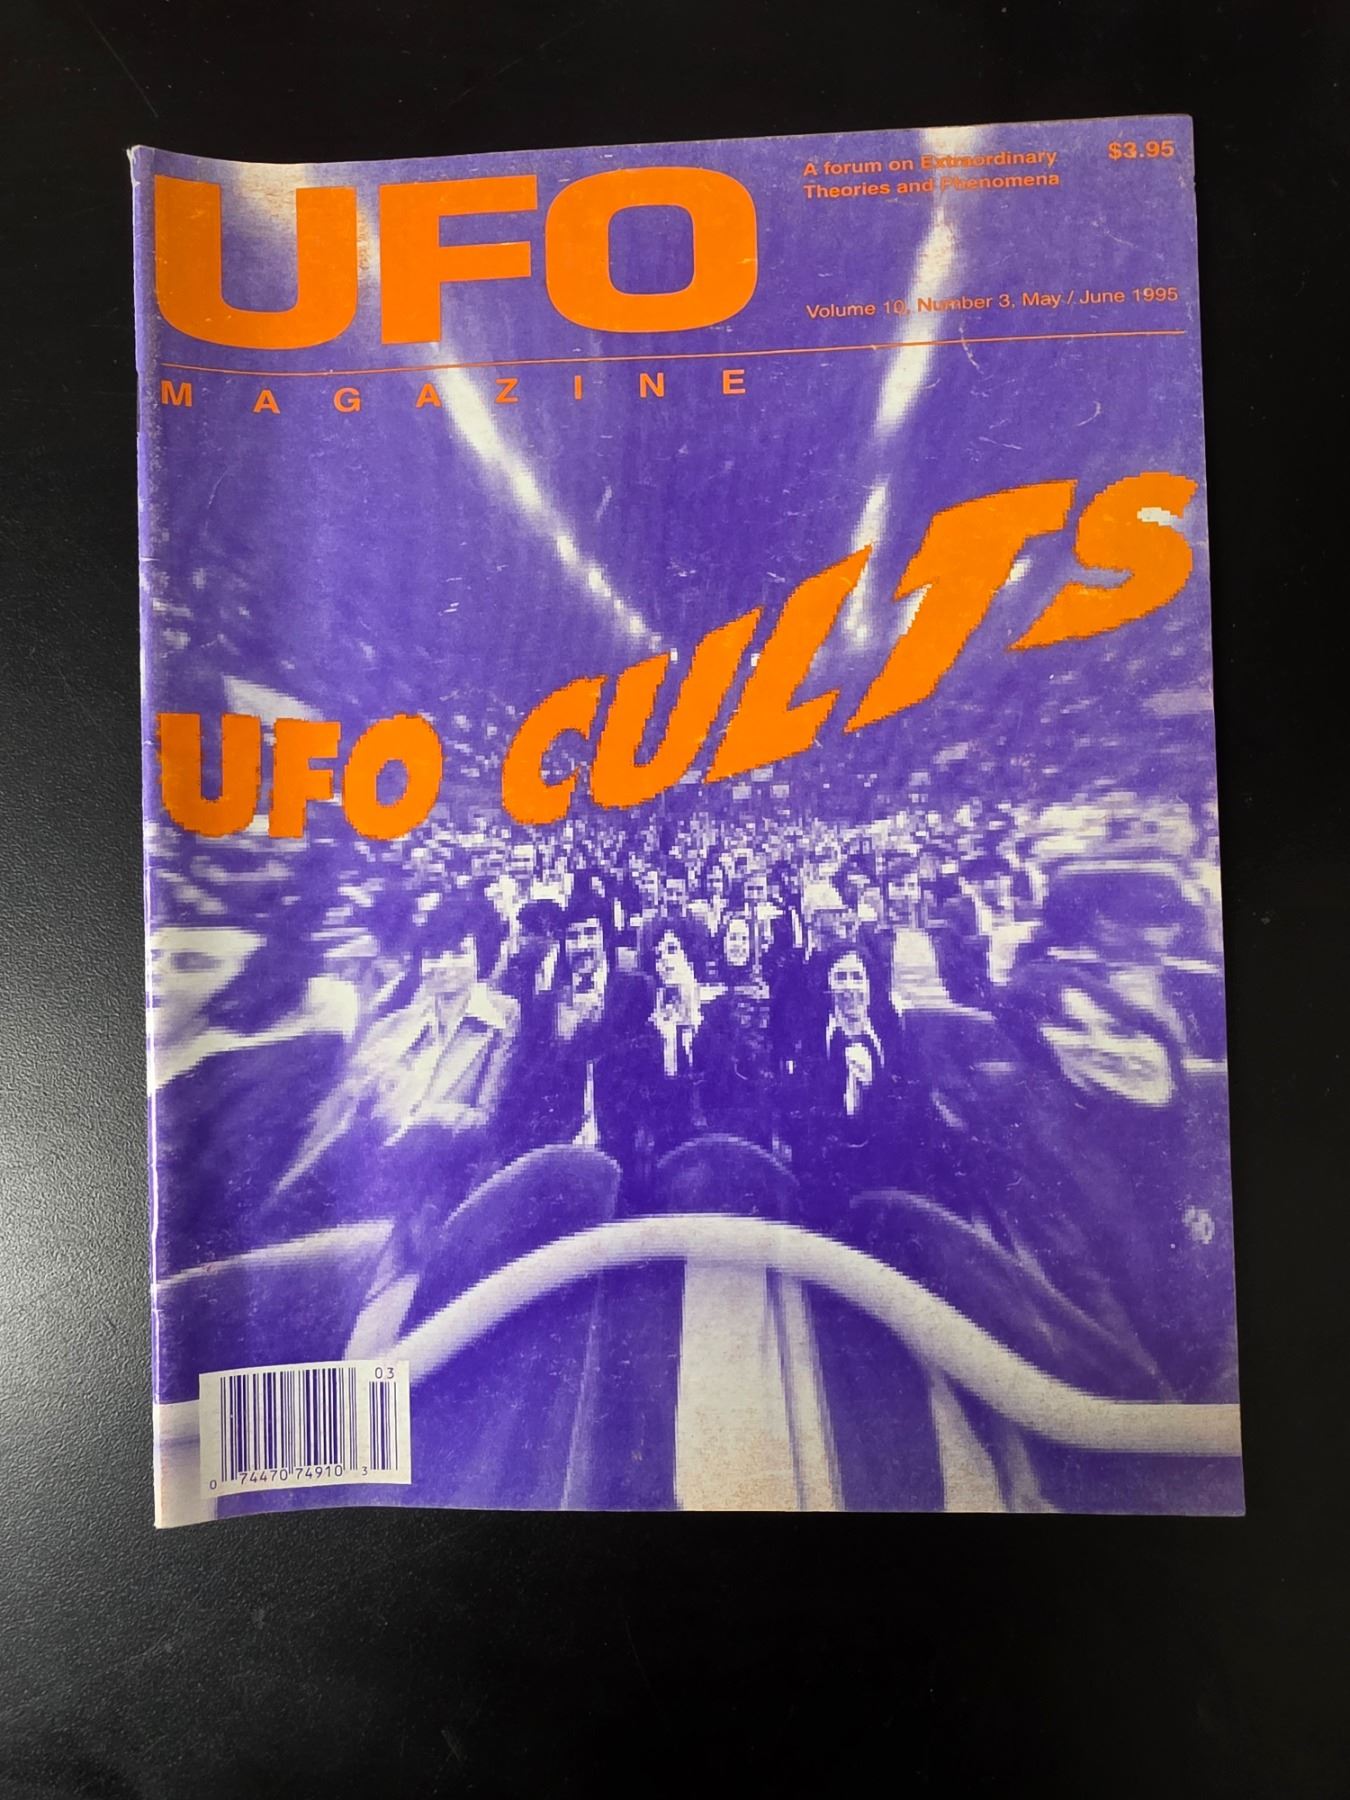 UFO
A forum on Extraordinary
Theories and Phenomena
$3.95
Volume 10, Number 3, May / June 1995
MAGAZINE
UFO CULTS
03
0 74470 74910 3